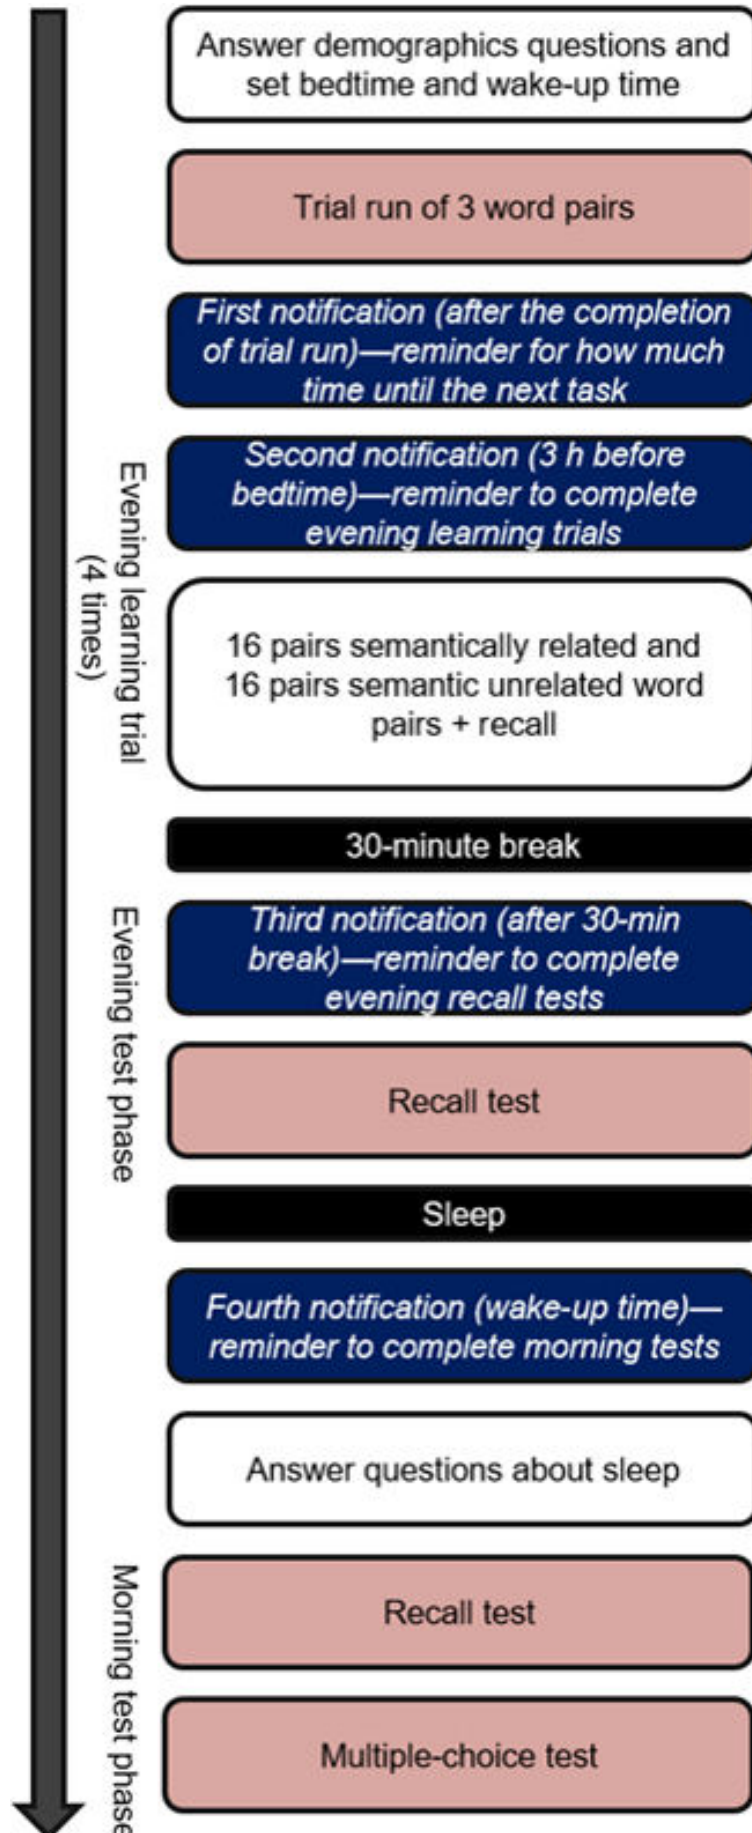 Answer demographics questions and
set bedtime and wake-up time
Trial run of 3 word pairs
First notification (after the completion
of trial run)—reminder for how much
time until the next task
Second notification (3 h before
bedtime)—reminder to complete
evening learning trials
Evening learning trial
(4 times)
16 pairs semantically related and
16 pairs semantic unrelated word
pairs + recall
30-minute break
Third notification (after 30-min
break)—reminder to complete
evening recall tests
Evening test phase
Recall test
Sleep
Fourth notification (wake-up time)—
reminder to complete morning tests
Answer questions about sleep
Morning test phase
Recall test
Multiple-choice test